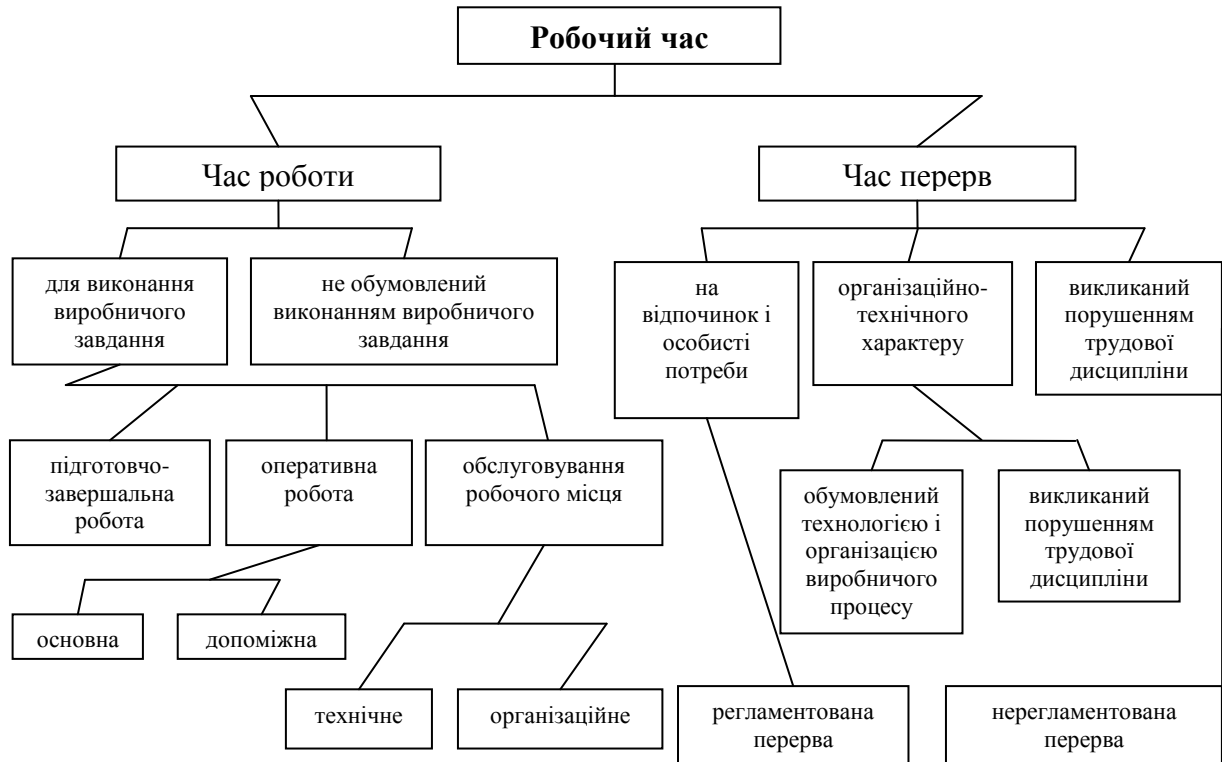 Робочий час
Час роботи
Час перерв
для виконання
виробничого
завдання
не обумовлений
виконанням виробничого
завдання
на
відпочинок і
особисті
потреби
організаційно-
технічного
характеру
викликаний
порушенням
трудової
дисципліни
підготовчо-
завершальна
робота
оперативна
робота
обслуговування
робочого місця
обумовлений
технологією і
організацією
виробничого
процесу
викликаний
порушенням
трудової
дисципліни
основна
допоміжна
технічне
організаційне
регламентована
перерва
нерегламентована
перерва